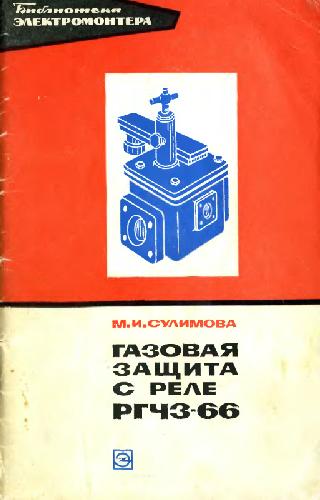 Библиотека
ЭЛЕКТРОМОНТЕРА
М.И.СУЛИМОВА
ГАЗОВАЯ
ЗАЩИТА
С РЕЛЕ
РГЧЗ-66